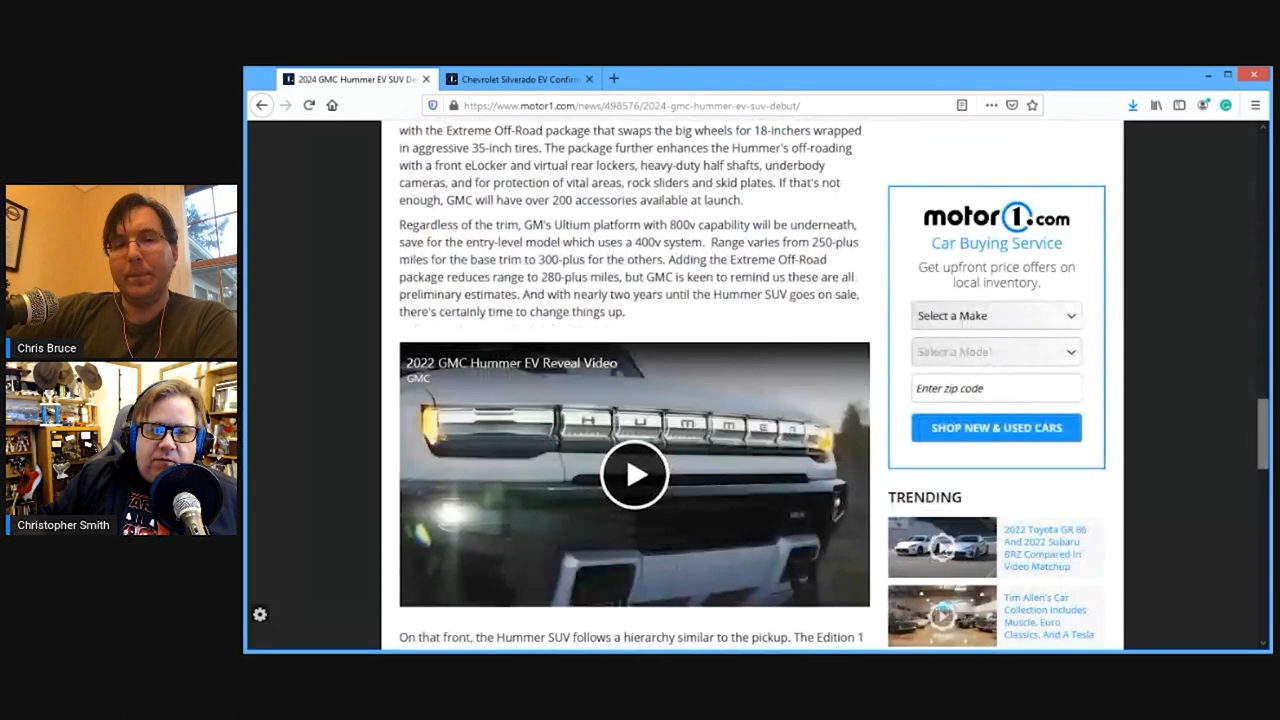 2024 GMC Hummer EV SUV De
Chevrolet Silverado EV Confir
https://www.motor1.com/news/498576/2024-gmc-hummer-ev-suv-debut/
with the Extreme Off-Road package that swaps the big wheels for 18-inchers wrapped
in aggressive 35-inch tires. The package further enhances the Hummer's off-roading
with a front eLocker and virtual rear lockers, heavy-duty half shafts, underbody
cameras, and for protection of vital areas, rock sliders and skid plates. If that's not
enough, GMC will have over 200 accessories available at launch.
Regardless of the trim, GM's Ultium platform with 800v capability will be underneath,
save for the entry-level model which uses a 400v system. Range varies from 250-plus
miles for the base trim to 300-plus for the others. Adding the Extreme Off-Road
package reduces range to 280-plus miles, but GMC is keen to remind us these are all
preliminary estimates. And with nearly two years until the Hummer SUV goes on sale,
there's certainly time to change things up.
2022 GMC Hummer EV Reveal Video
GMC
HUMMER
On that front, the Hummer SUV follows a hierarchy similar to the pickup. The Edition 1
motor1.com
Car Buying Service
Get upfront price offers on
local inventory.
Select a Make
Select a Model
Enter zip code
SHOP NEW & USED CARS
TRENDING
2022 Toyota GR 86
And 2022 Subaru
BRZ Compared In
Video Matchup
Tim Allen's Car
Collection Includes
Muscle, Euro
Classics, And A Tesla
Chris Bruce
Christopher Smith